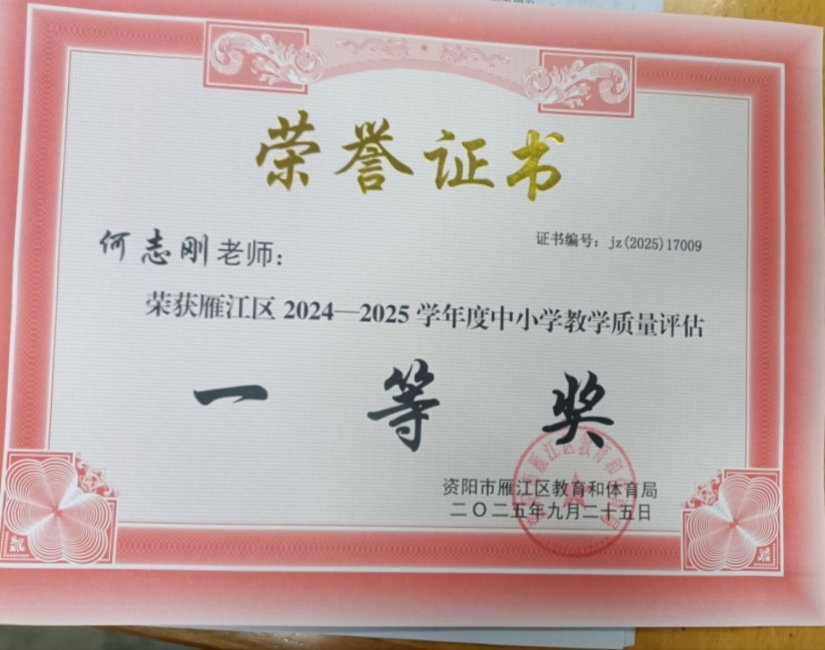 荣誉证书
证书编号：jz(2025)17009
何志刚老师：
荣获雁江区 2024—2025 学年度中小学教学质量评估
一等奖
资阳市雁江区教育和体育局
二〇二五年九月二十五日